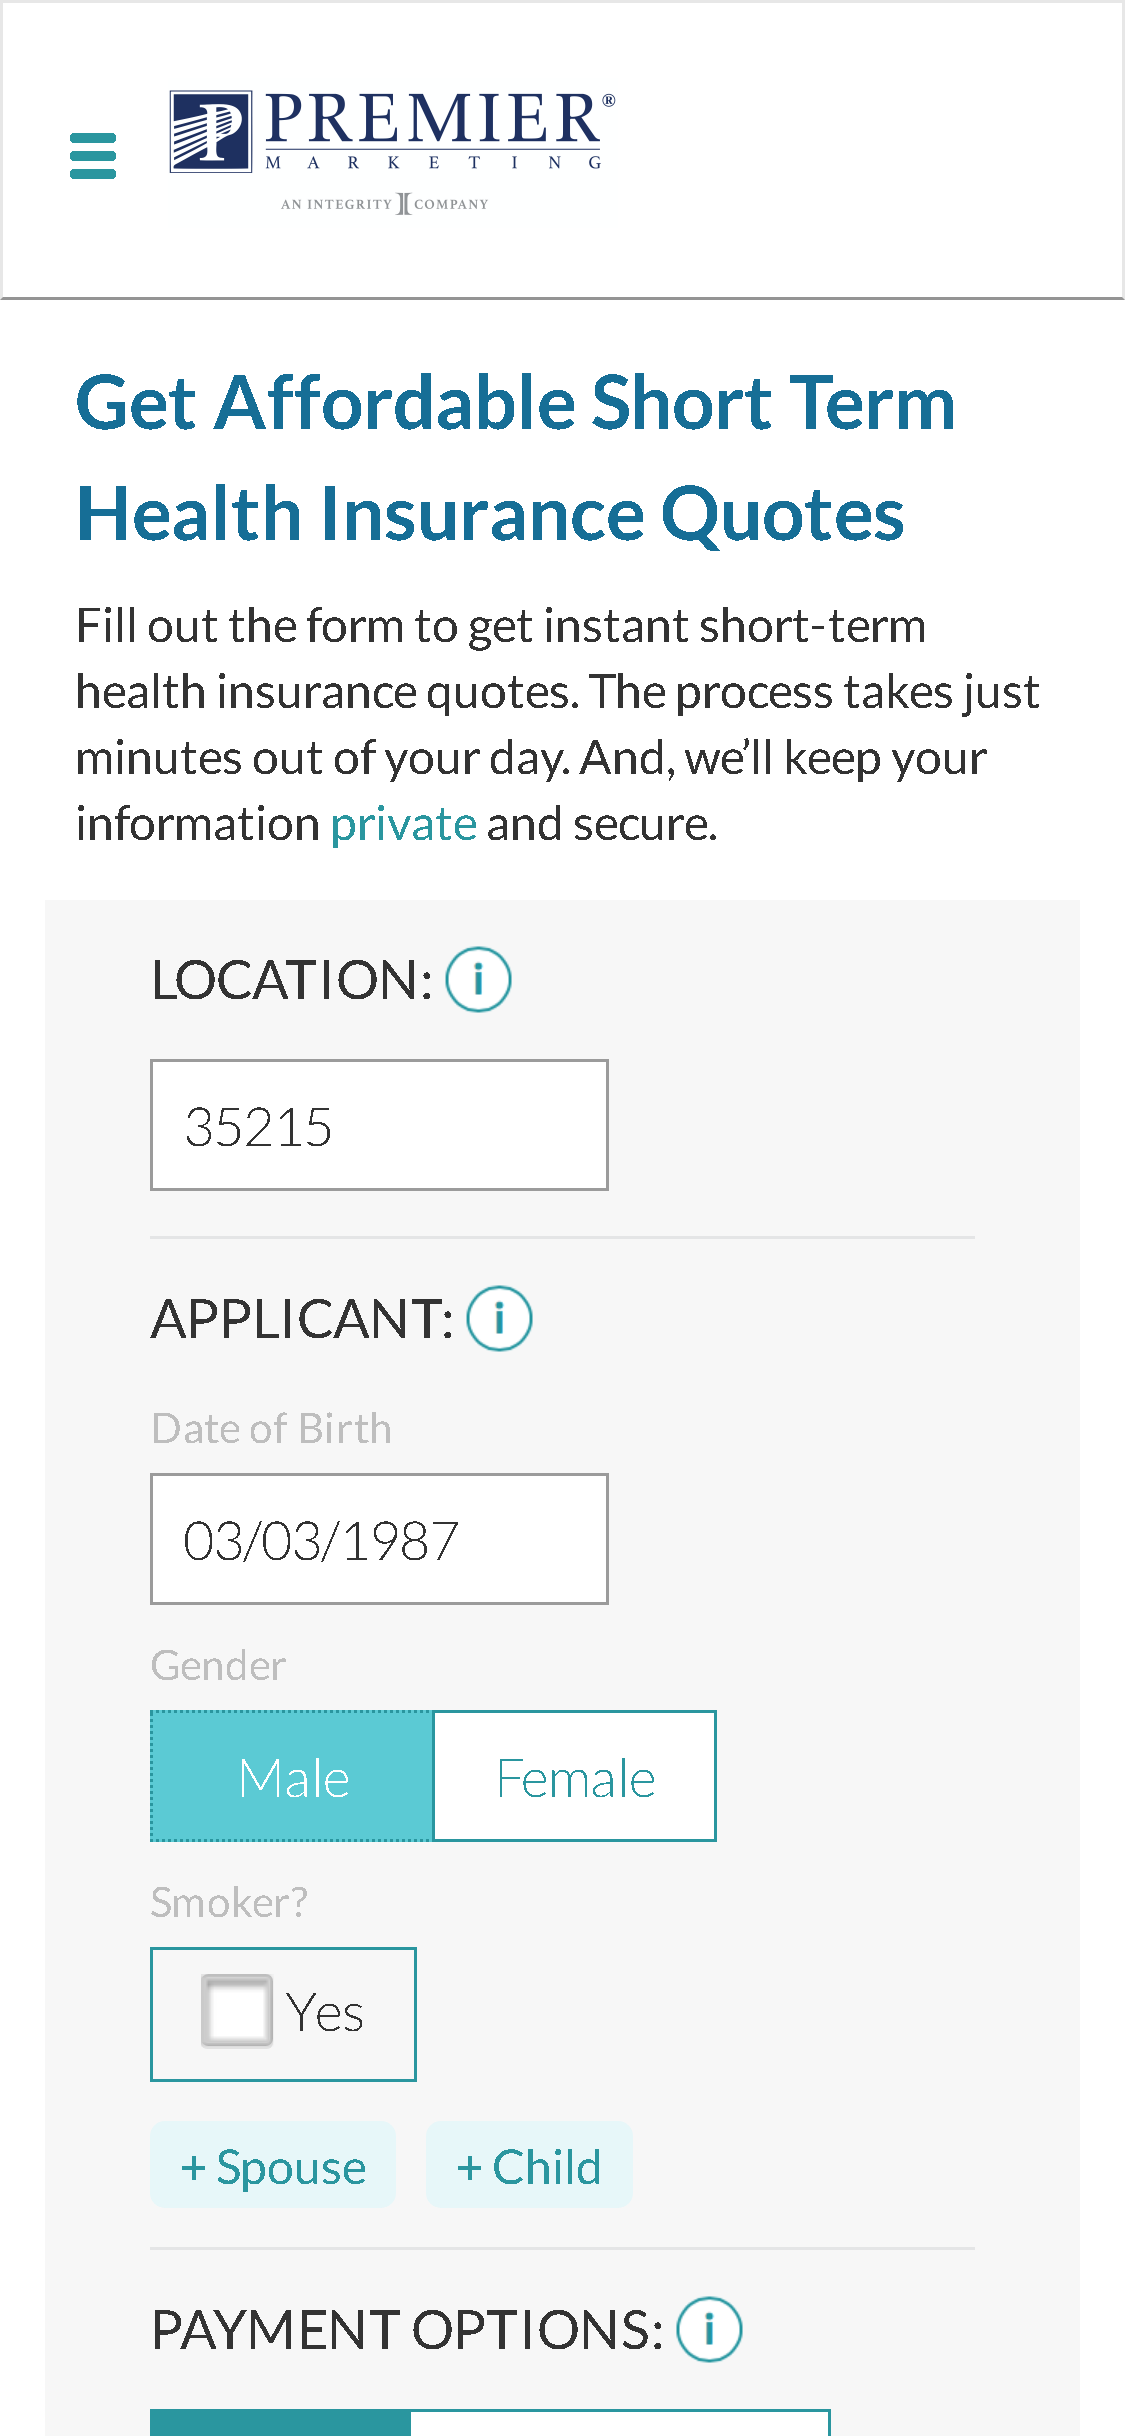 PREMIER®
MARKETING
AN INTEGRITY COMPANY
Get Affordable Short Term
Health Insurance Quotes
Fill out the form to get instant short-term
health insurance quotes. The process takes just
minutes out of your day. And, we’ll keep your
information private and secure.
LOCATION: i
35215
APPLICANT: i
Date of Birth
03/03/1987
Gender
Male Female
Smoker?
Yes
+ Spouse + Child
PAYMENT OPTIONS: i